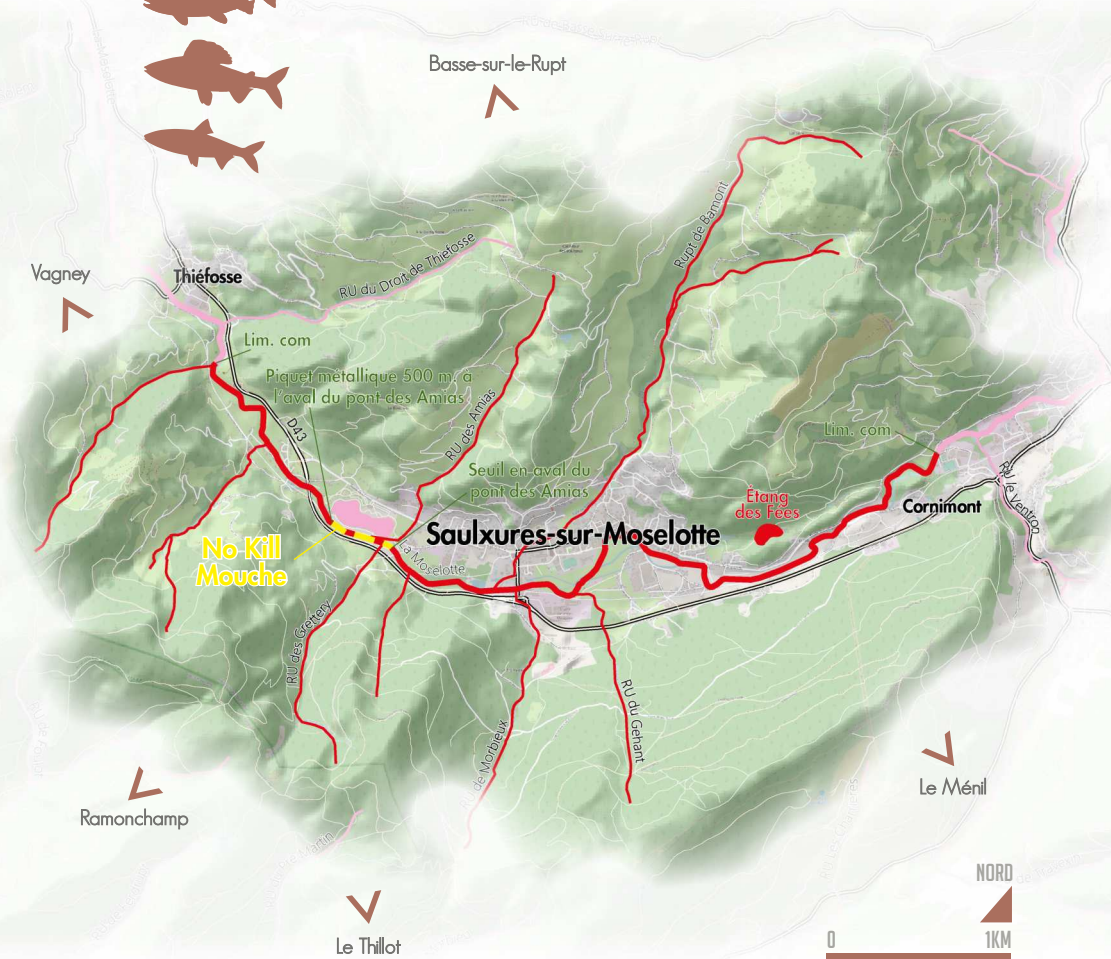 Basse-sur-le-Rupt
Rupt de Bamont
RU du Droit de Thiéfosse
Vagney
Thiéfosse
Lim. com
Piquet métallique 500 m. a
l'aval du pont des Amias
D43
RU des Amias
Lim. com
Seuil en aval du
pont des Amias
Étang
des Fées
RU le Ventron
Cornimont
Saulxures-sur-Moselotte
No Kill
Mouche
La Moselotte
RU des Grettery
RU du Gehant
RU de Morbieux
Le Ménil
Ramonchamp
Le Thillot
NORD
0
1KM